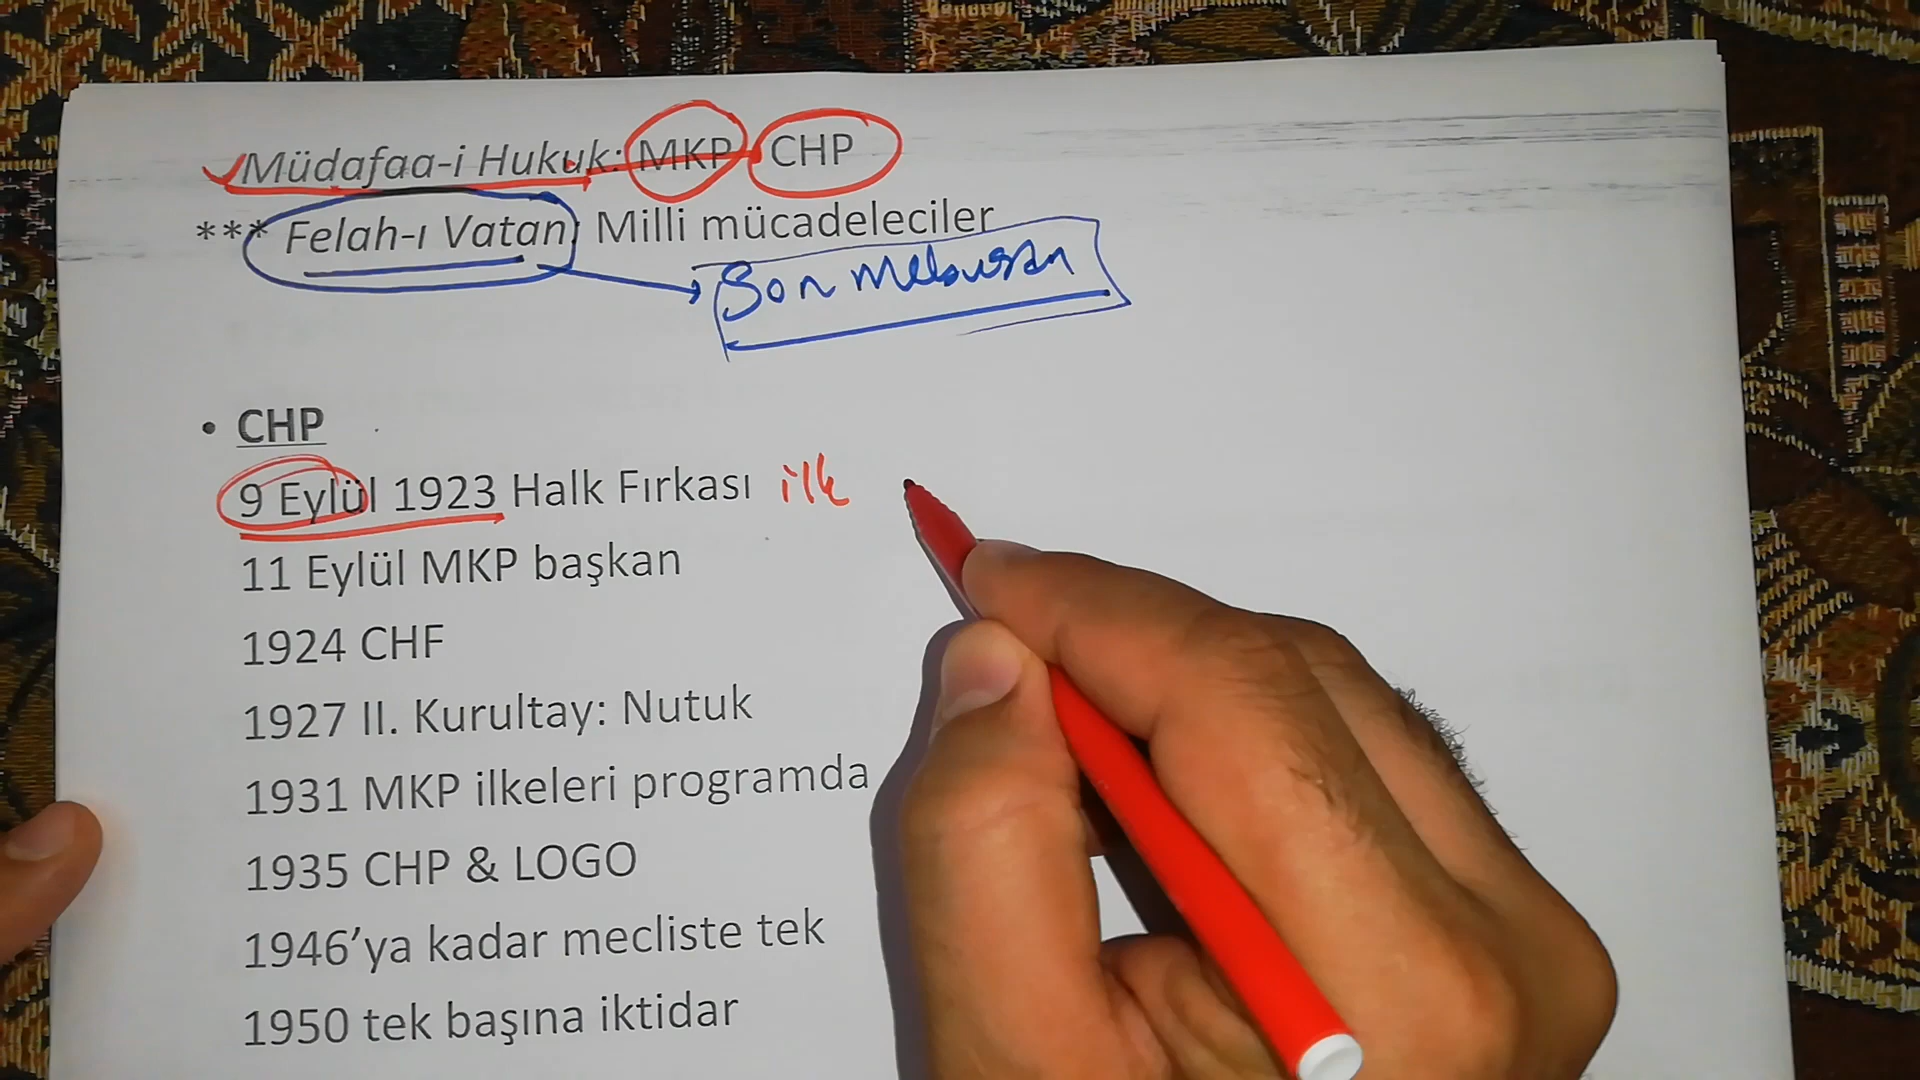 Müdafaa-i Hukuk: MKP CHP
*** Felah-ı Vatan: Milli mücadeleciler
Son Mebusan
• CHP
9 Eylül 1923 Halk Fırkası ilk
11 Eylül MKP başkan
1924 CHF
1927 II. Kurultay: Nutuk
1931 MKP ilkeleri programda
1935 CHP & LOGO
1946’ya kadar mecliste tek
1950 tek başına iktidar